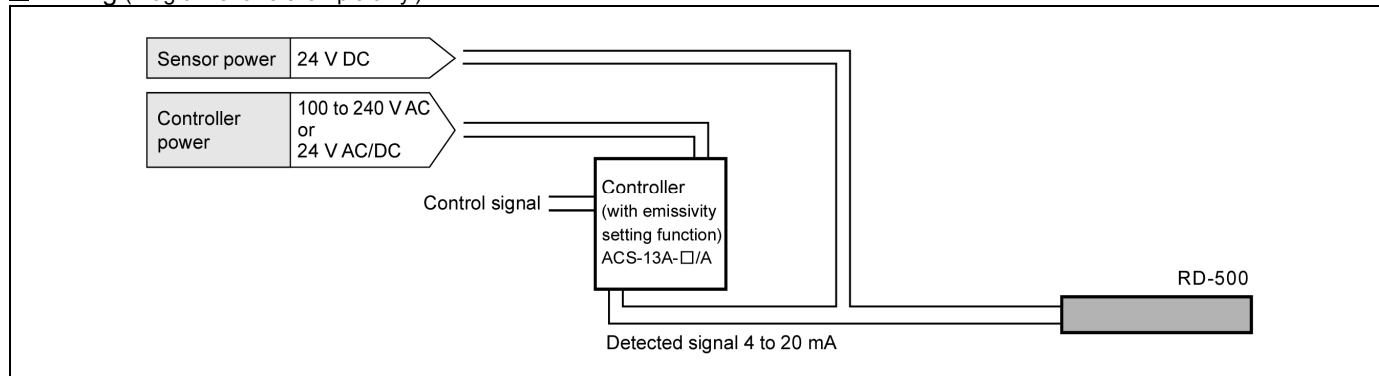 Sensor power 24 V DC
Controller power
100 to 240 V AC
or
24 V AC/DC
Control signal
Controller
(with emissivity
setting function)
ACS-13A-□/A
RD-500
Detected signal 4 to 20 mA